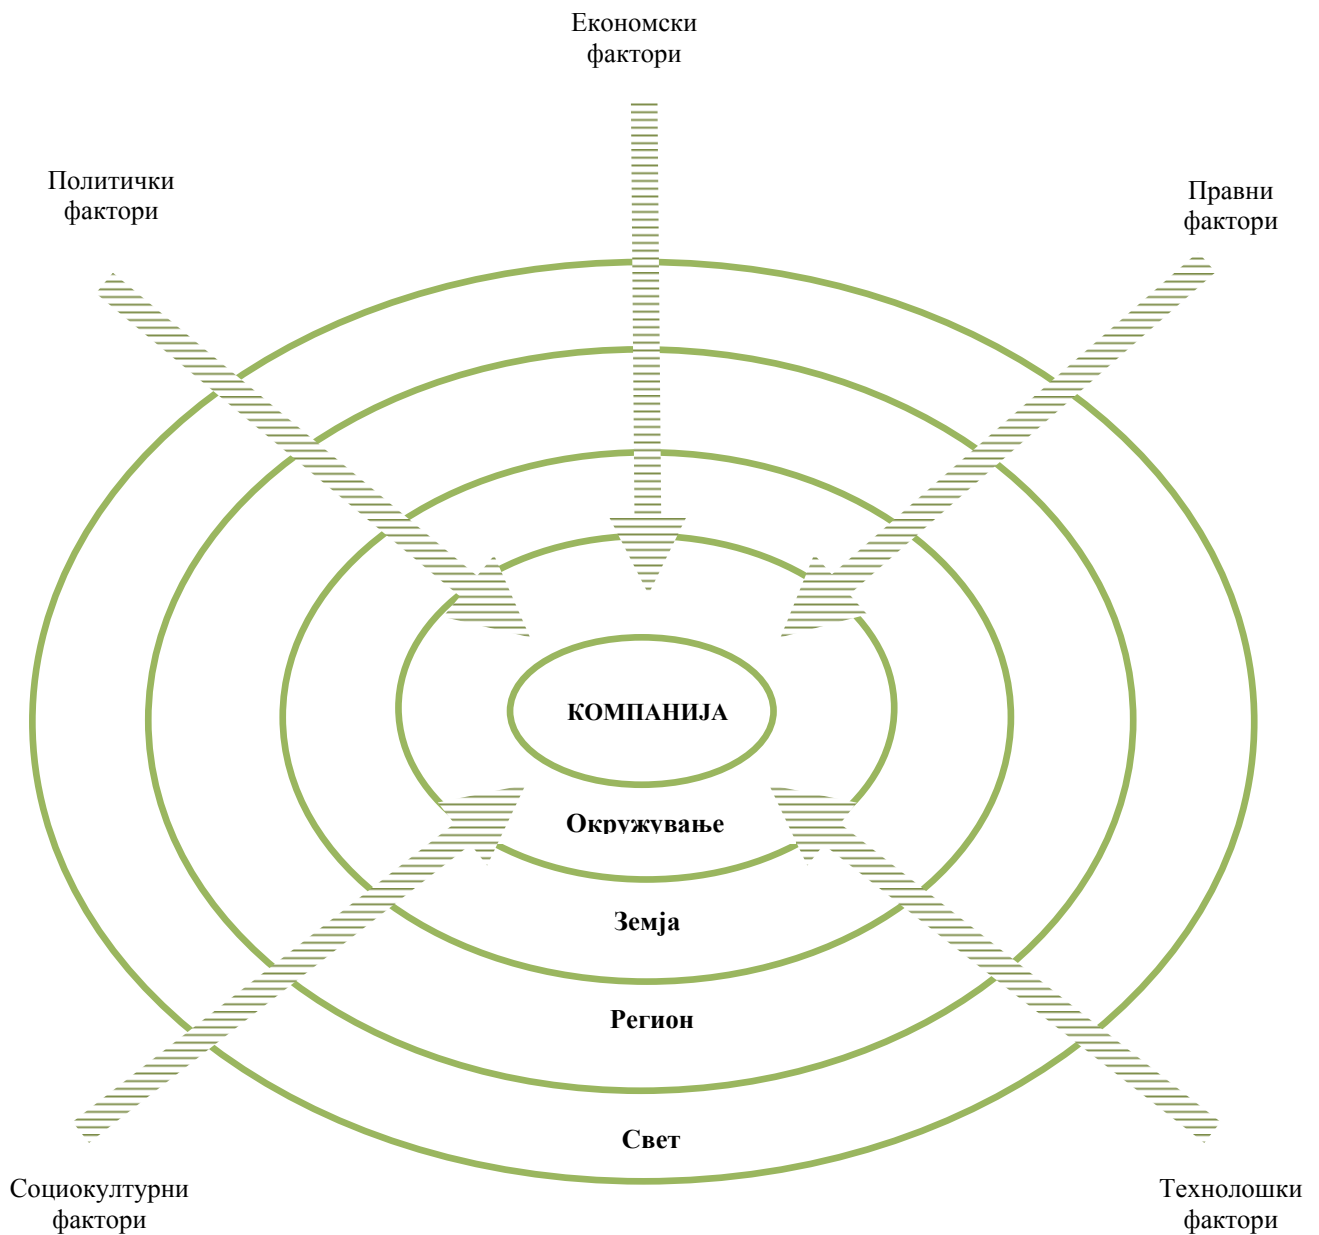 Економски
фактори
Политички
фактори
Правни
фактори
КОМПАНИЈА
Окружување
Земја
Регион
Свет
Социокултурни
фактори
Технолошки
фактори